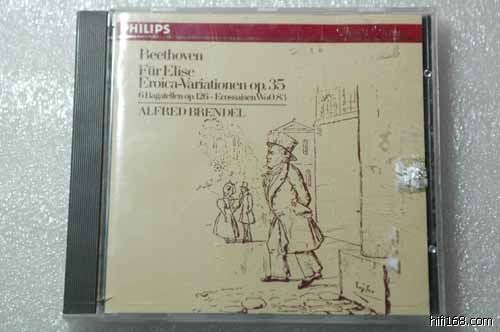 PHILIPS
Beethoven
Für Elise
Eroica-Variationen op. 35
6 Bagatellen op. 126 - Ecossaisen WoO 83
ALFRED BRENDEL
hifi168.com